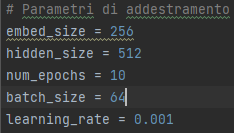 # Parametri di addestramento
embed_size = 256
hidden_size = 512
num_epochs = 10
batch_size = 64
learning_rate = 0.001